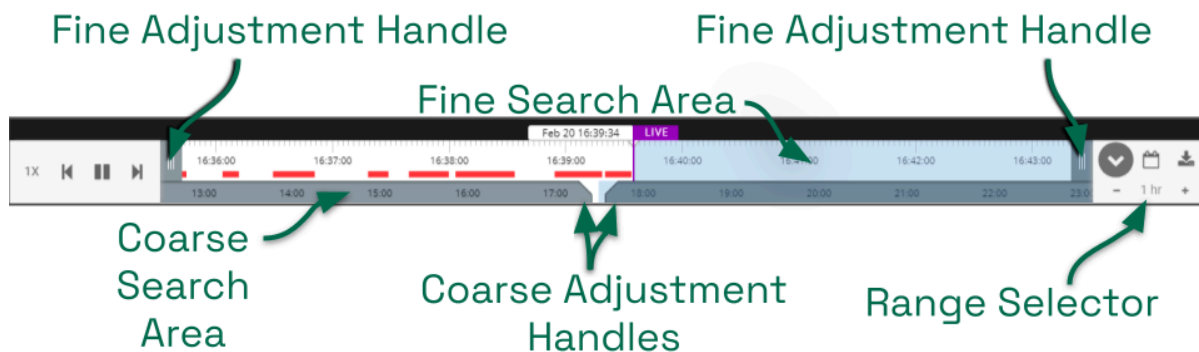 Fine Adjustment Handle
Fine Adjustment Handle
Fine Search Area
Feb 20 16:39:34 LIVE
1X
16:36:00 16:37:00 16:38:00 16:39:00 16:40:00 16:42:00 16:43:00
13:00 14:00 15:00 17:00 18:00 19:00 20:00 21:00 22:00
- 1 hr +
Coarse
Search
Area
Coarse Adjustment
Handles
Range Selector